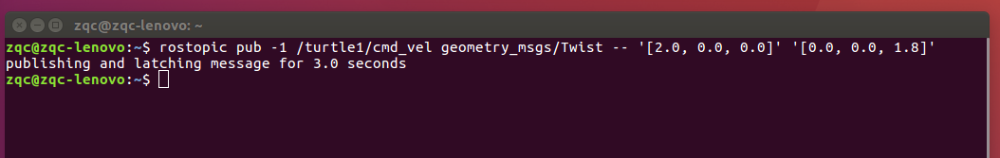 zqc@zqc-lenovo: ~
zqc@zqc-lenovo:~$ rostopic pub -1 /turtle1/cmd_vel geometry_msgs/Twist -- '[2.0, 0.0, 0.0]' '[0.0, 0.0, 1.8]'
publishing and latching message for 3.0 seconds
zqc@zqc-lenovo:~$